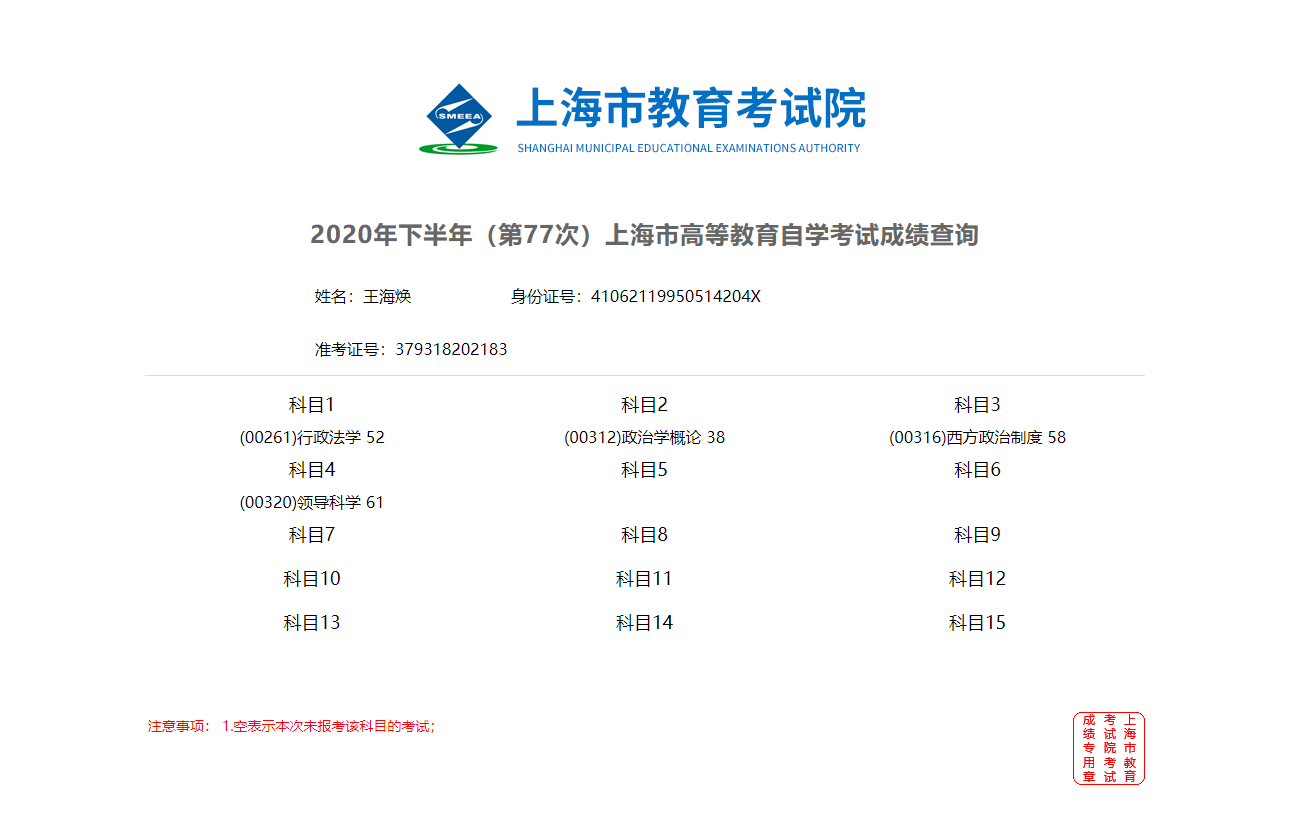 SMEEA
上海市教育考试院
SHANGHAI MUNICIPAL EDUCATIONAL EXAMINATIONS AUTHORITY
2020年下半年（第77次）上海市高等教育自学考试成绩查询
姓名：王海焕 身份证号：41062119950514204X
准考证号：379318202183
科目1 科目2 科目3
(00261)行政法学 52 (00312)政治学概论 38 (00316)西方政治制度 58
科目4 科目5 科目6
(00320)领导科学 61
科目7 科目8 科目9
科目10 科目11 科目12
科目13 科目14 科目15
注意事项： 1.空表示本次未报考该科目的考试；
上海市教育
考试院考试
成绩专用章